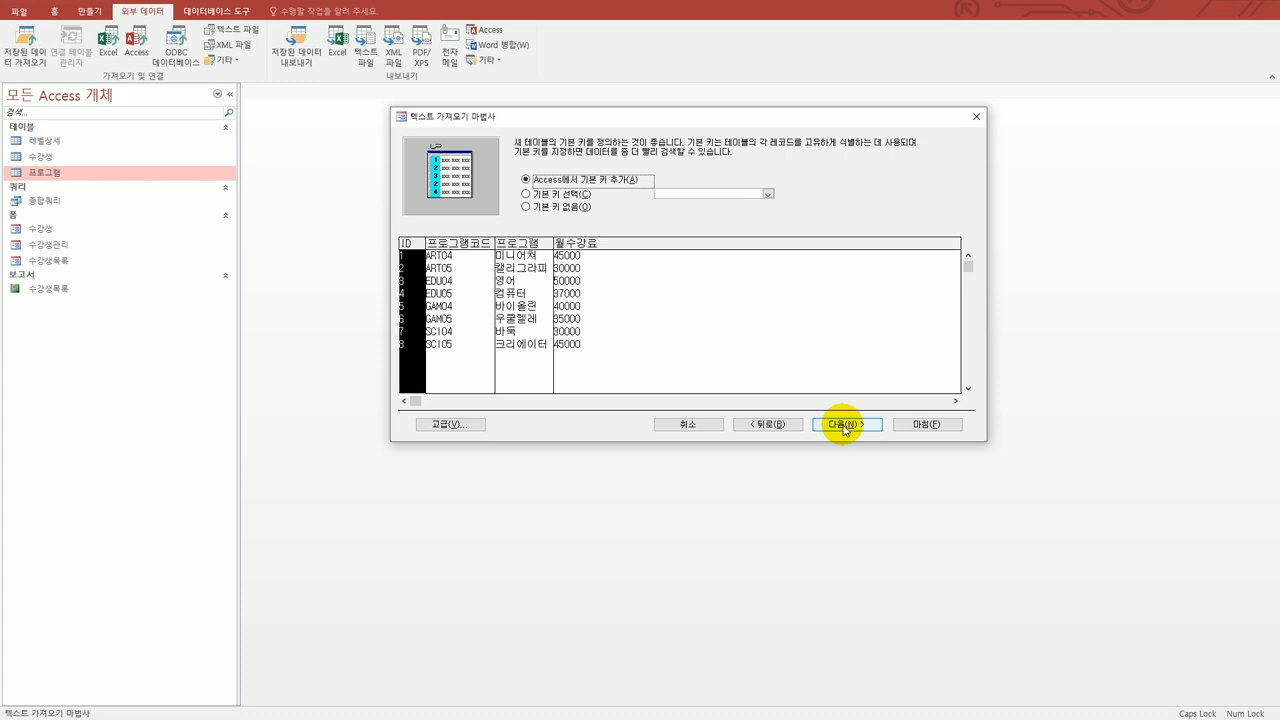 파일 홈 만들기 외부 데이터 데이터베이스 도구 수행할 작업을 알려 주세요.
저장된 데이터 가져오기
연결 테이블 관리자
Excel
Access
ODBC 데이터베이스
텍스트 파일
XML 파일
기타
가져오기 및 연결
저장된 데이터 내보내기
Excel
텍스트 파일
XML 파일
PDF/XPS
전자 메일
Access
Word 병합(W)
기타
내보내기
모든 Access 개체
검색...
테이블
레벨상세
수강생
프로그램
쿼리
종합쿼리
폼
수강생
수강생관리
수강생목록
보고서
수강생목록
텍스트 가져오기 마법사
새 테이블의 기본 키를 정의하는 것이 좋습니다. 기본 키는 테이블의 각 레코드를 고유하게 식별하는 데 사용되며
기본 키를 지정하면 데이터를 좀 더 빨리 검색할 수 있습니다.
Access에서 기본 키 추가(A)
기본 키 선택(C)
기본 키 없음(O)
ID 프로그램코드 프로그램 월수강료
1 ART04 미니어쳐 45000
2 ART05 캘리그라피 30000
3 EDU04 영어 50000
4 EDU05 컴퓨터 37000
5 GAM04 바이올린 40000
6 GAM05 우쿨렐레 35000
7 SCI04 바둑 30000
8 SCI05 크리에이터 45000
고급(V)... 취소 < 뒤로(B) 다음(N) > 마침(F)
텍스트 가져오기 마법사 Caps Lock Num Lock